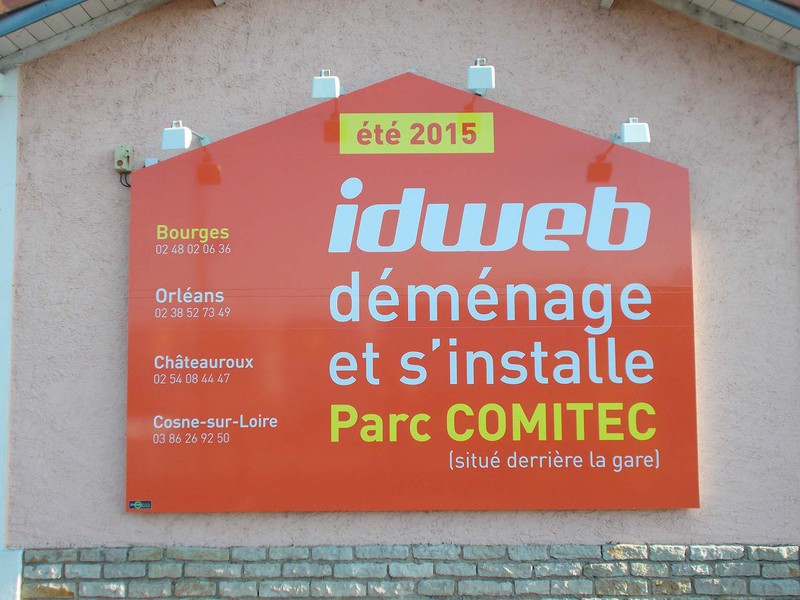 été 2015
idweb
déménage
et s'installe
Parc COMITEC
(situé derrière la gare)
Bourges
02 48 02 06 36
Orléans
02 38 52 73 49
Châteauroux
02 54 08 44 47
Cosne-sur-Loire
03 86 26 92 50